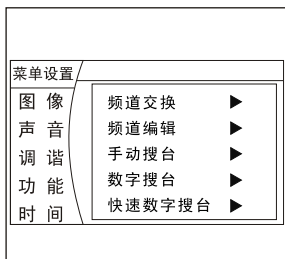 菜单设置
图 像
声 音
调 谐
功 能
时 间
频道交换 ▶
频道编辑 ▶
手动搜台 ▶
数字搜台 ▶
快速数字搜台 ▶